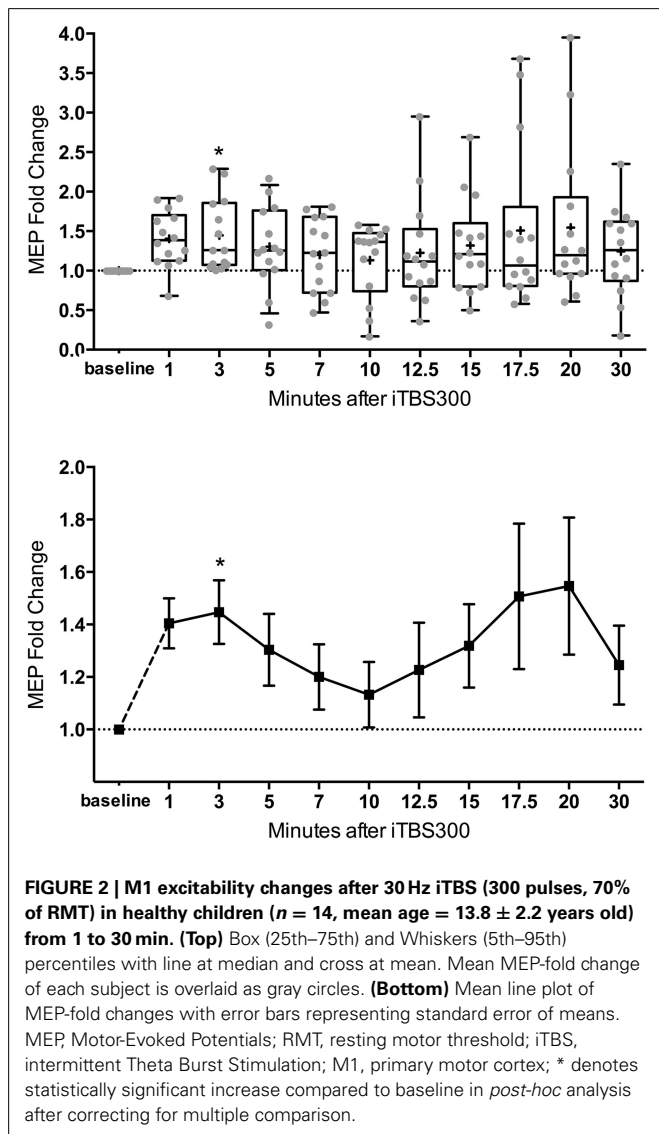 4.0
3.5
3.0
2.5
2.0
1.5
1.0
0.5
0.0
MEP Fold Change
*
baseline 1 3 5 7 10 12.5 15 17.5 20 30
Minutes after iTBS300
2.0
1.8
1.6
1.4
1.2
1.0
MEP Fold Change
*
baseline 1 3 5 7 10 12.5 15 17.5 20 30
Minutes after iTBS300
FIGURE 2 | M1 excitability changes after 30 Hz iTBS (300 pulses, 70%
of RMT) in healthy children (n = 14, mean age = 13.8 ± 2.2 years old)
from 1 to 30 min. (Top) Box (25th–75th) and Whiskers (5th–95th)
percentiles with line at median and cross at mean. Mean MEP-fold change
of each subject is overlaid as gray circles. (Bottom) Mean line plot of
MEP-fold changes with error bars representing standard error of means.
MEP, Motor-Evoked Potentials; RMT, resting motor threshold; iTBS,
intermittent Theta Burst Stimulation; M1, primary motor cortex; * denotes
statistically significant increase compared to baseline in post-hoc analysis
after correcting for multiple comparison.